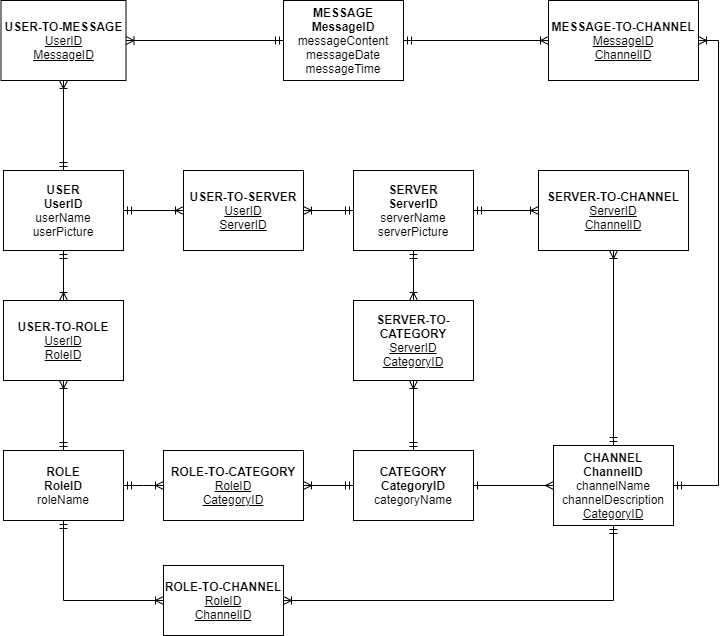 USER-TO-MESSAGE
UserID
MessageID
MESSAGE
MessageID
messageContent
messageDate
messageTime
MESSAGE-TO-CHANNEL
MessageID
ChannelID
USER
UserID
userName
userPicture
USER-TO-SERVER
UserID
ServerID
SERVER
ServerID
serverName
serverPicture
SERVER-TO-CHANNEL
ServerID
ChannelID
USER-TO-ROLE
UserID
RoleID
SERVER-TO-
CATEGORY
ServerID
CategoryID
ROLE
RoleID
roleName
ROLE-TO-CATEGORY
RoleID
CategoryID
CATEGORY
CategoryID
categoryName
CHANNEL
ChannelID
channelName
channelDescription
CategoryID
ROLE-TO-CHANNEL
RoleID
ChannelID